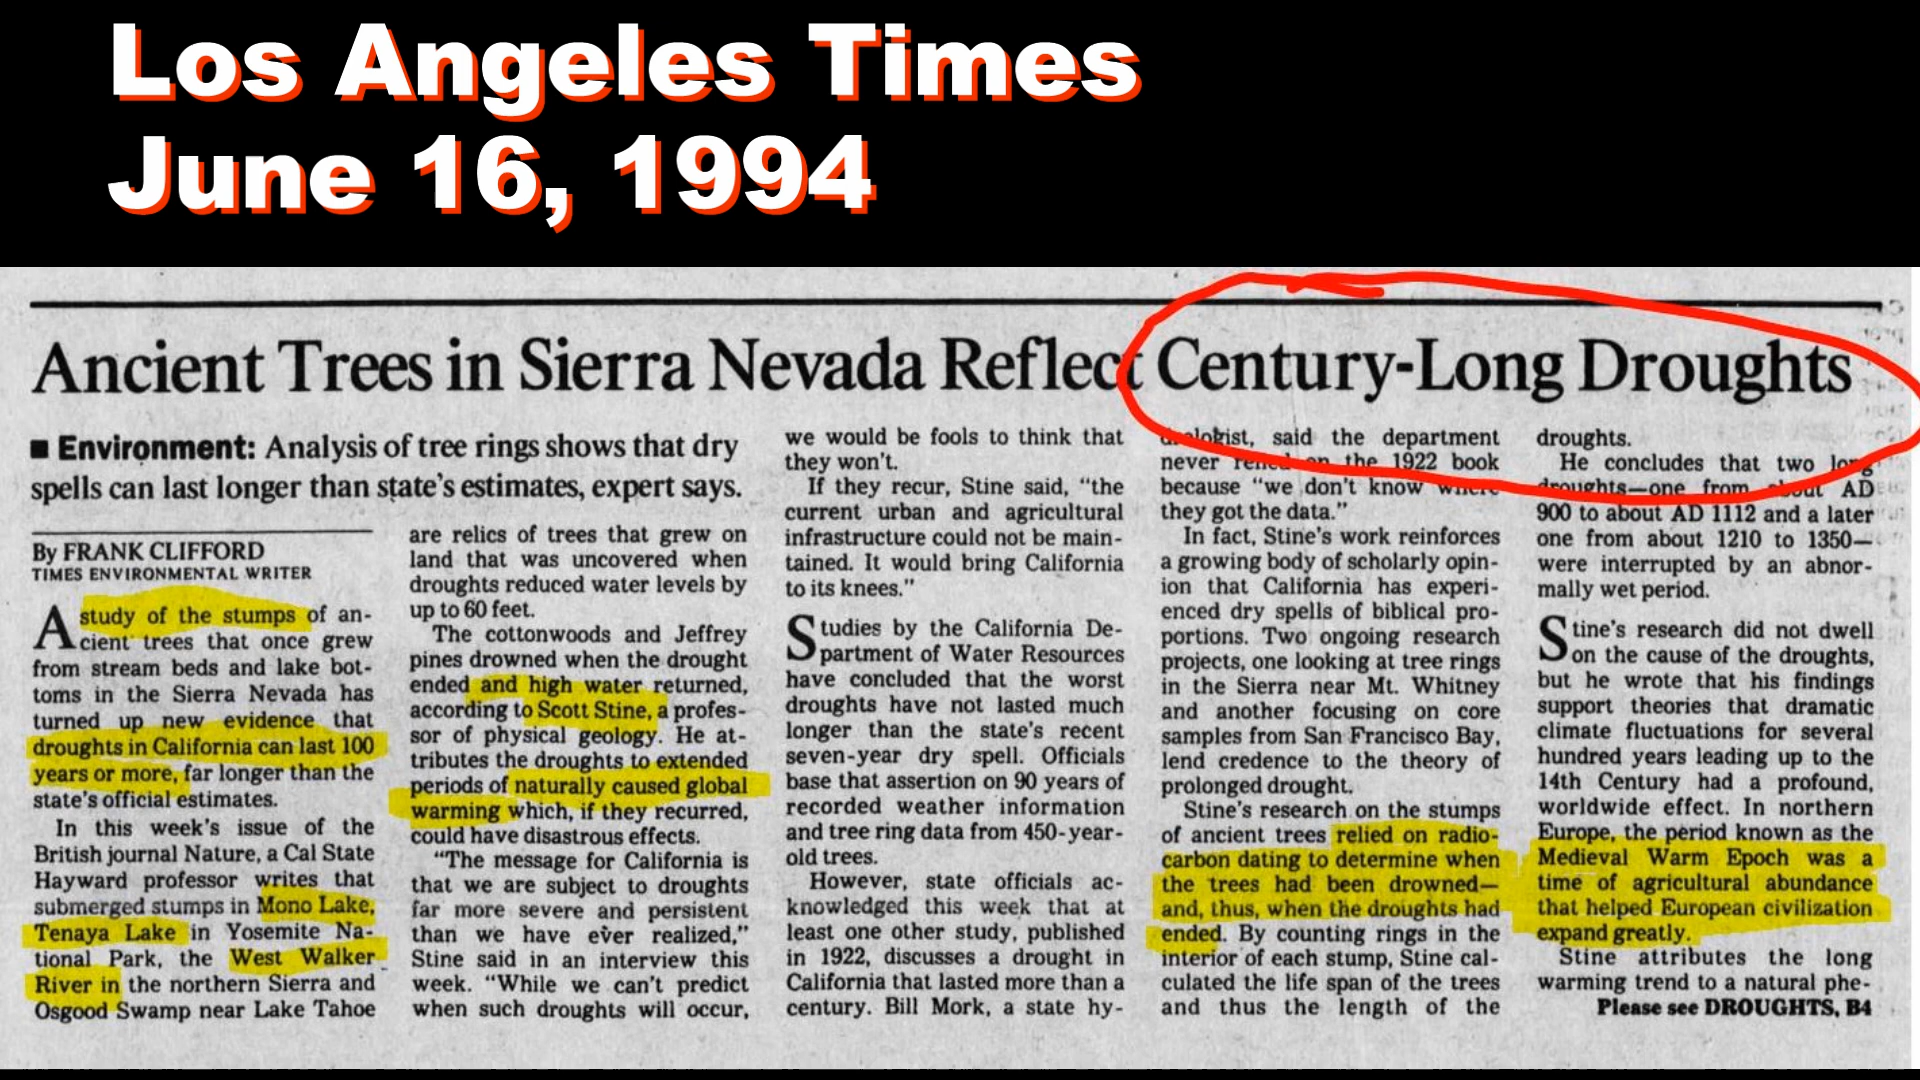 Los Angeles Times
June 16, 1994
Ancient Trees in Sierra Nevada Reflect Century-Long Droughts
■ Environment: Analysis of tree rings shows that dry
spells can last longer than state's estimates, expert says.
By FRANK CLIFFORD
TIMES ENVIRONMENTAL WRITER
A study of the stumps of an-
cient trees that once grew
from stream beds and lake bot-
toms in the Sierra Nevada has
turned up new evidence that
droughts in California can last 100
years or more, far longer than the
state's official estimates.
In this week's issue of the
British journal Nature, a Cal State
Hayward professor writes that
submerged stumps in Mono Lake,
Tenaya Lake in Yosemite Na-
tional Park, the West Walker
River in the northern Sierra and
Osgood Swamp near Lake Tahoe
are relics of trees that grew on
land that was uncovered when
droughts reduced water levels by
up to 60 feet.
The cottonwoods and Jeffrey
pines drowned when the drought
ended and high water returned,
according to Scott Stine, a profes-
sor of physical geology. He at-
tributes the droughts to extended
periods of naturally caused global
warming which, if they recurred,
could have disastrous effects.
"The message for California is
that we are subject to droughts
far more severe and persistent
than we have ever realized,"
Stine said in an interview this
week. "While we can't predict
when such droughts will occur,
we would be fools to think that
they won't.
If they recur, Stine said, "the
current urban and agricultural
infrastructure could not be main-
tained. It would bring California
to its knees."
Studies by the California De-
partment of Water Resources
have concluded that the worst
droughts have not lasted much
longer than the state's recent
seven-year dry spell. Officials
base that assertion on 90 years of
recorded weather information
and tree ring data from 450-year-
old trees.
However, state officials ac-
knowledged this week that at
least one other study, published
in 1922, discusses a drought in
California that lasted more than a
century. Bill Mork, a state hy-
drologist, said the department
never relied on the 1922 book
because "we don't know where
they got the data."
In fact, Stine's work reinforces
a growing body of scholarly opin-
ion that California has experi-
enced dry spells of biblical pro-
portions. Two ongoing research
projects, one looking at tree rings
in the Sierra near Mt. Whitney
and another focusing on core
samples from San Francisco Bay,
lend credence to the theory of
prolonged drought.
Stine's research on the stumps
of ancient trees relied on radio-
carbon dating to determine when
the trees had been drowned—
and, thus, when the droughts had
ended. By counting rings in the
interior of each stump, Stine cal-
culated the life span of the trees
and thus the length of the
droughts.
He concludes that two long
droughts—one from about AD
900 to about AD 1112 and a later
one from about 1210 to 1350—
were interrupted by an abnor-
mally wet period.
Stine's research did not dwell
on the cause of the droughts,
but he wrote that his findings
support theories that dramatic
climate fluctuations for several
hundred years leading up to the
14th Century had a profound,
worldwide effect. In northern
Europe, the period known as the
Medieval Warm Epoch was a
time of agricultural abundance
that helped European civilization
expand greatly.
Stine attributes the long
warming trend to a natural phe-
Please see DROUGHTS, B4